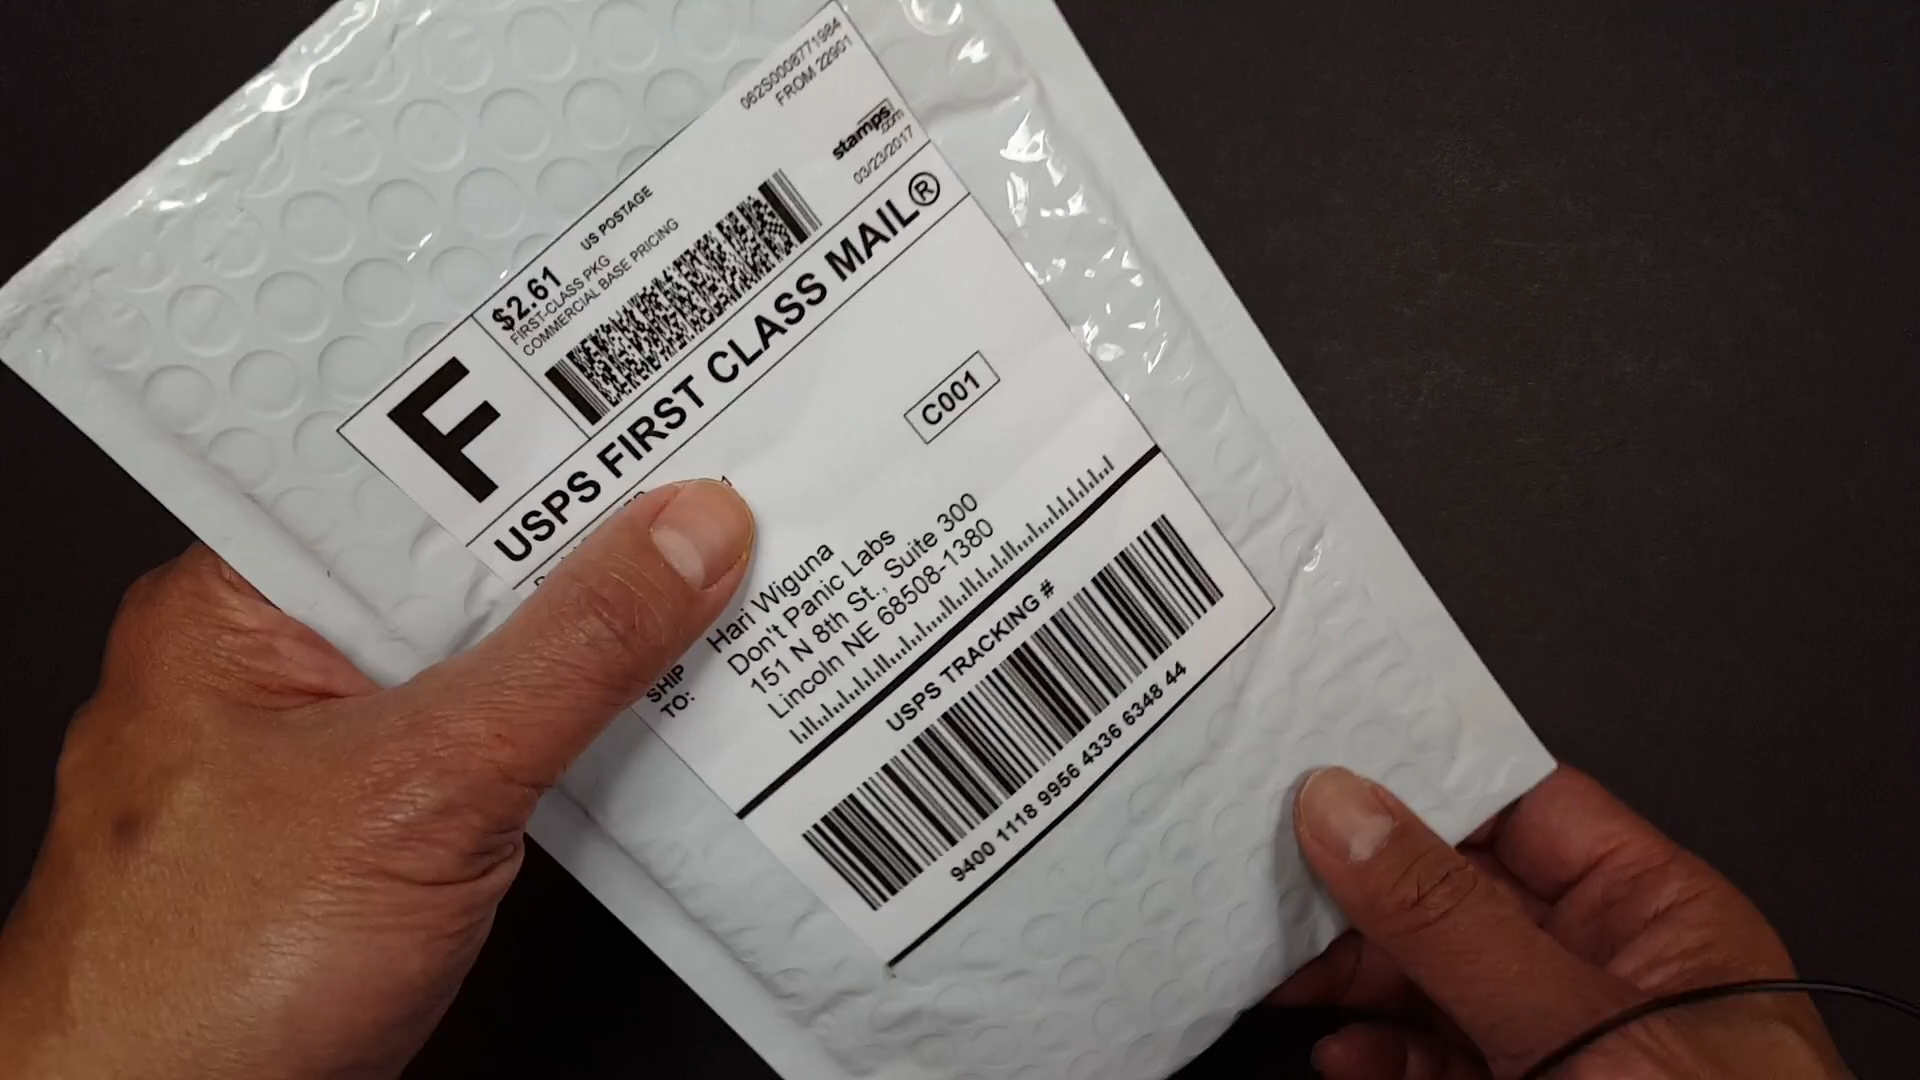 F
$2.61
US POSTAGE
FIRST-CLASS PKG
COMMERCIAL BASE PRICING
062S0008771984
FROM 22901
stamps
.com
03/23/2017
USPS FIRST CLASS MAIL®
C001
SHIP
TO:
Hari Wiguna
Don't Panic Labs
151 N 8th St., Suite 300
Lincoln NE 68508-1380
USPS TRACKING #
9400 1118 9956 4336 6348 44